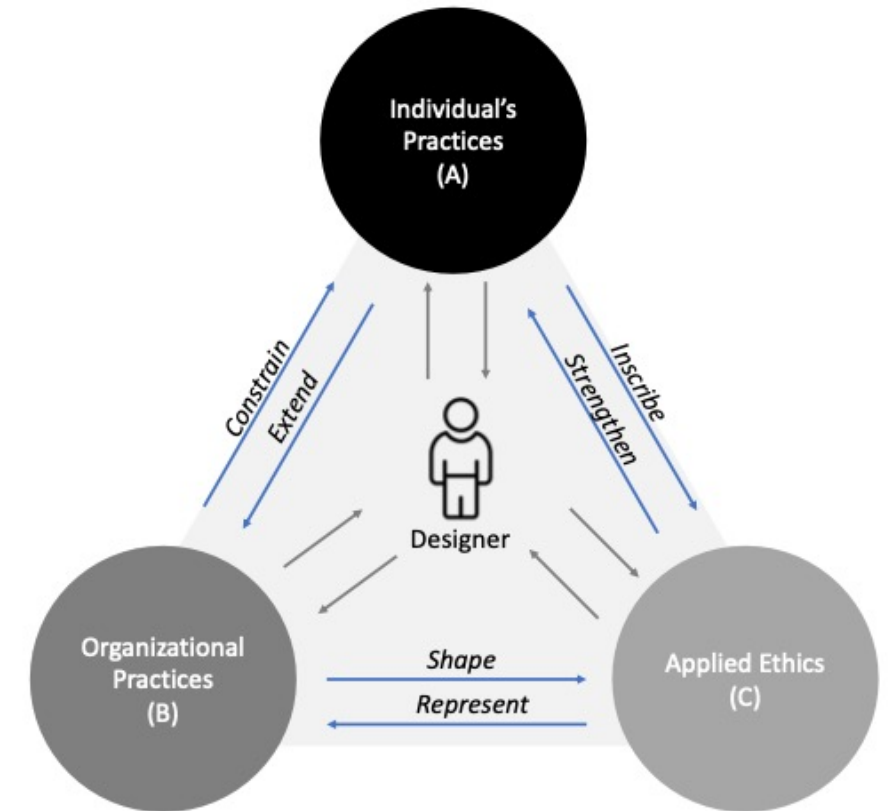 Individual’s
Practices
(A)
Constrain
Extend
Inscribe
Strengthen
Designer
Organizational
Practices
(B)
Shape
Represent
Applied Ethics
(C)